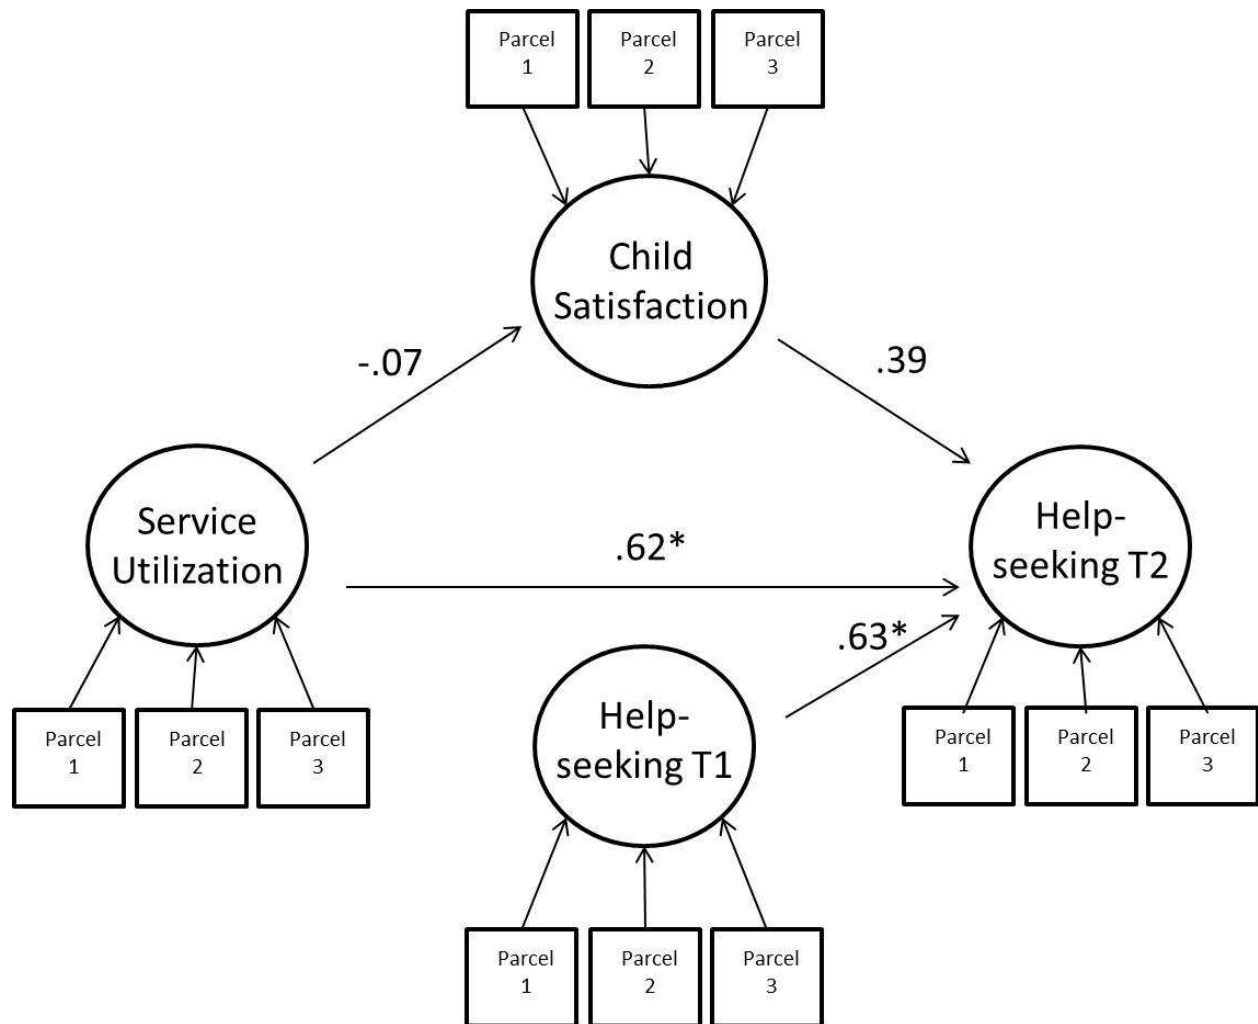 Parcel
1
Parcel
2
Parcel
3
Child
Satisfaction
-.07
.39
Service
Utilization
.62*
Help-
seeking T2
.63*
Help-
seeking T1
Parcel
1
Parcel
2
Parcel
3
Parcel
1
Parcel
2
Parcel
3
Parcel
1
Parcel
2
Parcel
3